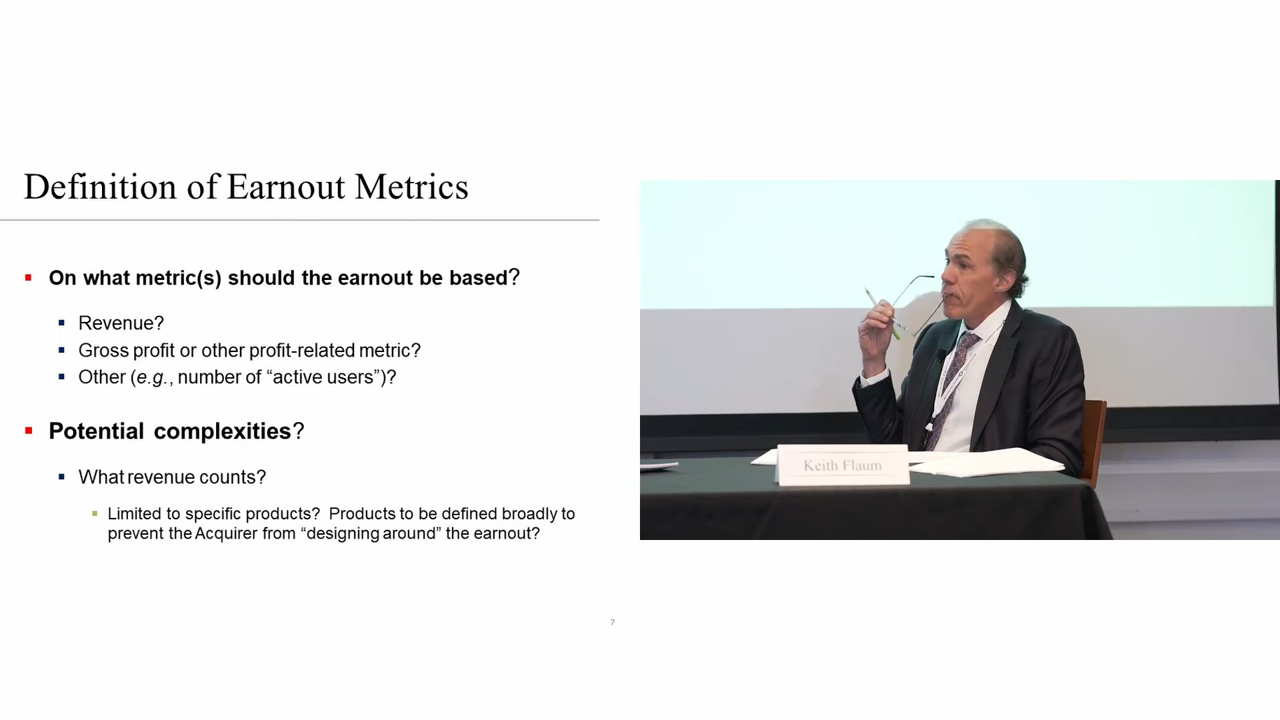 Definition of Earnout Metrics
On what metric(s) should the earnout be based?
Revenue?
Gross profit or other profit-related metric?
Other (e.g., number of “active users”)?
Potential complexities?
What revenue counts?
Limited to specific products? Products to be defined broadly to
prevent the Acquirer from “designing around” the earnout?
7
Keith Flaum